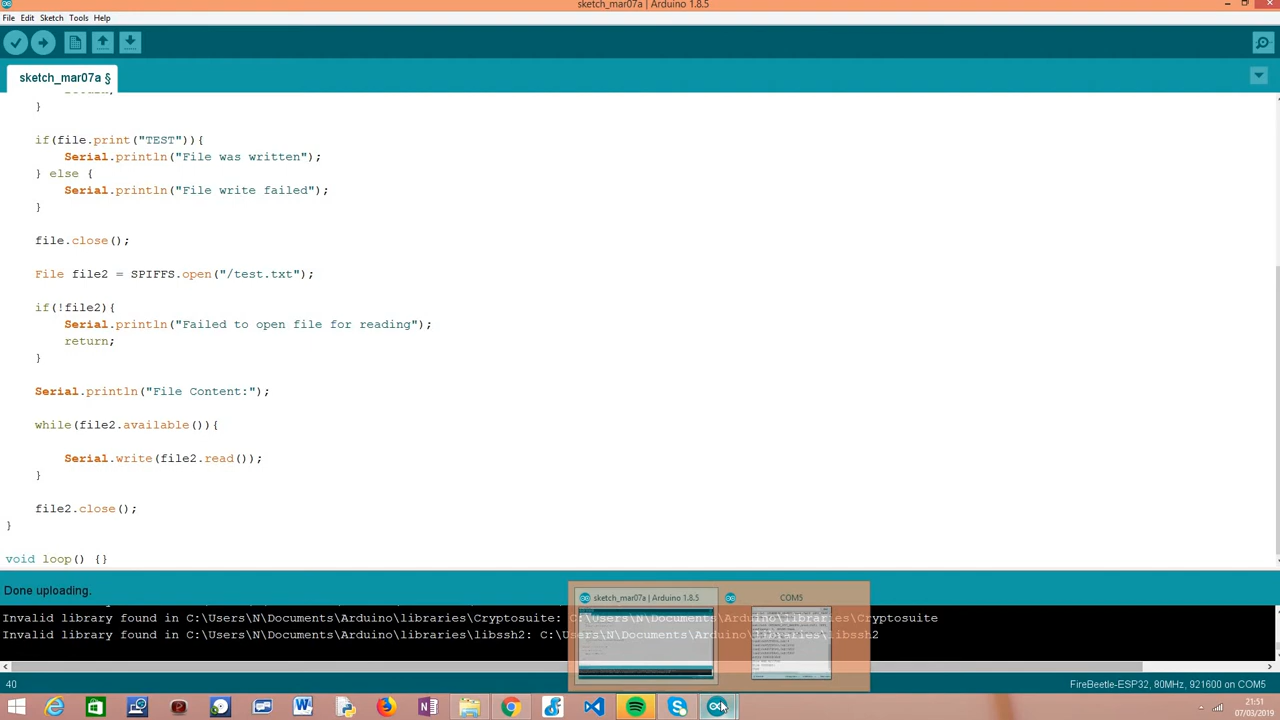 sketch_mar07a | Arduino 1.8.5
File Edit Sketch Tools Help
sketch_mar07a §
}
if(file.print("TEST")){
Serial.println("File was written");
} else {
Serial.println("File write failed");
}
file.close();
File file2 = SPIFFS.open("/test.txt");
if(!file2){
Serial.println("Failed to open file for reading");
return;
}
Serial.println("File Content:");
while(file2.available()){
Serial.write(file2.read());
}
file2.close();
}
void loop() {}
Done uploading.
sketch_mar07a | Arduino 1.8.5
COM5
Invalid library found in C:\Users\N\Documents\Arduino\libraries\Cryptosuite: C:\Users\N\Documents\Arduino\libraries\Cryptosuite
Invalid library found in C:\Users\N\Documents\Arduino\libraries\libssh2: C:\Users\N\Documents\Arduino\libraries\libssh2
40
FireBeetle-ESP32, 80MHz, 921600 on COM5
21:51
07/03/2019